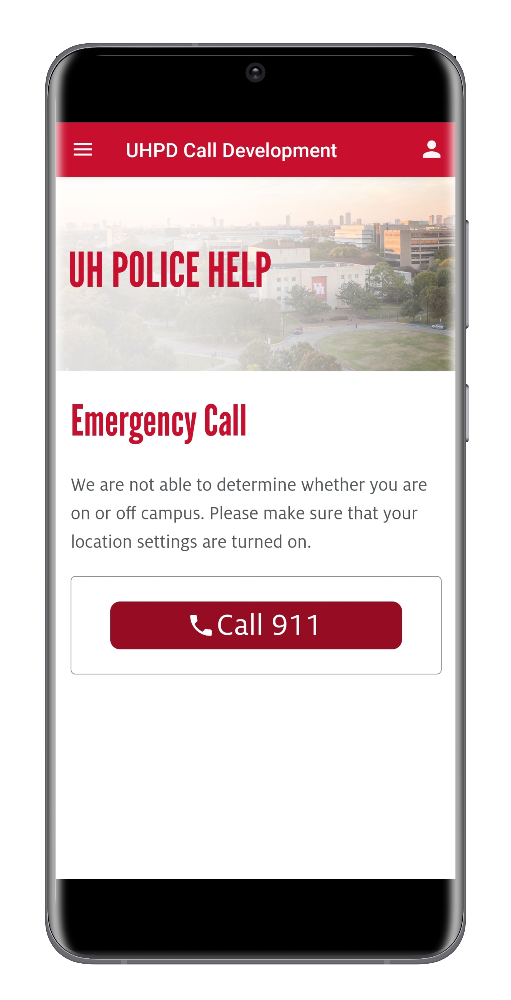 UHPD Call Development
UH POLICE HELP
UH
Emergency Call
We are not able to determine whether you are
on or off campus. Please make sure that your
location settings are turned on.
Call 911